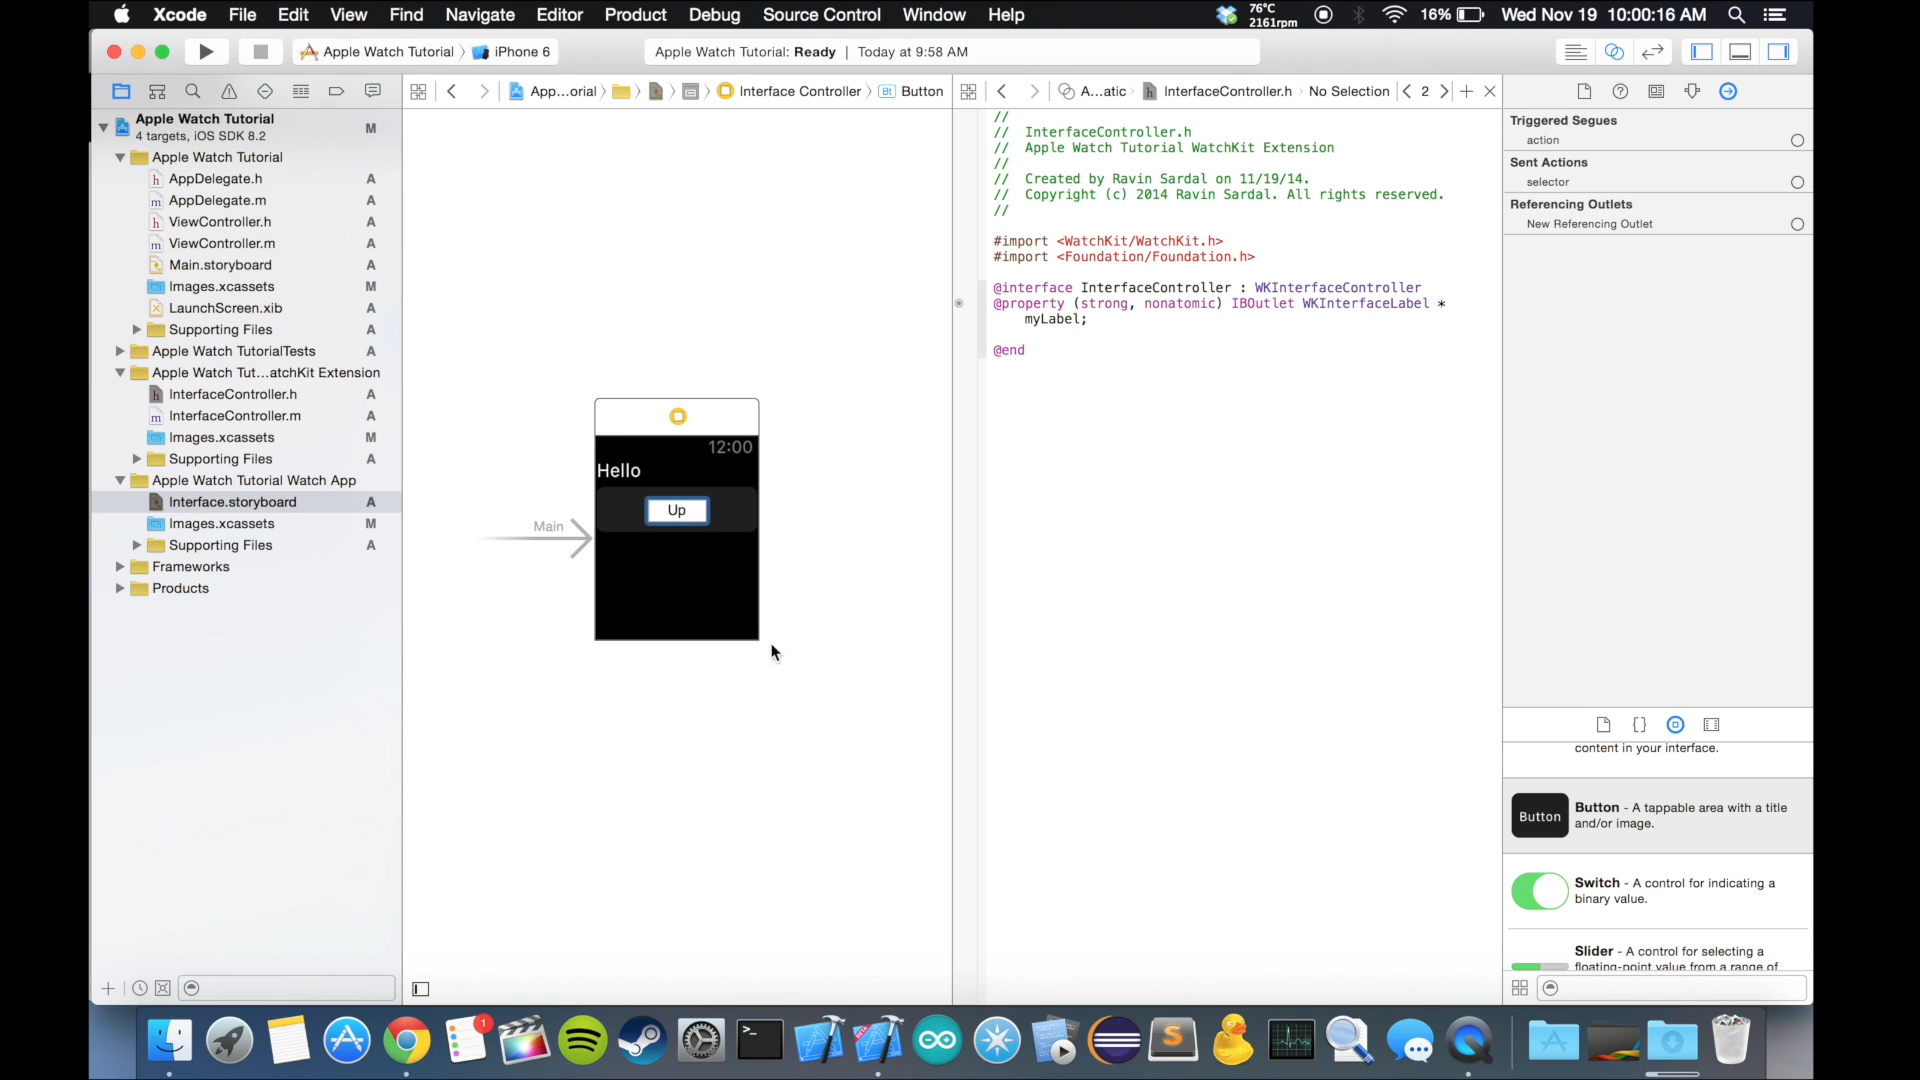 Xcode File Edit View Find Navigate Editor Product Debug Source Control Window Help
76°C
2161rpm
16% Wed Nov 19 10:00:16 AM
Apple Watch Tutorial iPhone 6
Apple Watch Tutorial: Ready | Today at 9:58 AM
App...orial Interface Controller Bt Button
A...atic InterfaceController.h No Selection 2
Apple Watch Tutorial
4 targets, iOS SDK 8.2 M
Apple Watch Tutorial
AppDelegate.h A
AppDelegate.m A
ViewController.h A
ViewController.m A
Main.storyboard A
Images.xcassets M
LaunchScreen.xib A
Supporting Files A
Apple Watch TutorialTests A
Apple Watch Tut...atchKit Extension
InterfaceController.h A
InterfaceController.m A
Images.xcassets M
Supporting Files A
Apple Watch Tutorial Watch App
Interface.storyboard A
Images.xcassets M
Supporting Files A
Frameworks
Products
Main
12:00
Hello
Up
//
// InterfaceController.h
// Apple Watch Tutorial WatchKit Extension
//
// Created by Ravin Sardal on 11/19/14.
// Copyright (c) 2014 Ravin Sardal. All rights reserved.
//
#import <WatchKit/WatchKit.h>
#import <Foundation/Foundation.h>
@interface InterfaceController : WKInterfaceController
@property (strong, nonatomic) IBOutlet WKInterfaceLabel *
myLabel;
@end
Triggered Segues
action
Sent Actions
selector
Referencing Outlets
New Referencing Outlet
content in your interface.
Button
Button - A tappable area with a title
and/or image.
Switch - A control for indicating a
binary value.
Slider - A control for selecting a
floating-point value from a range of
1